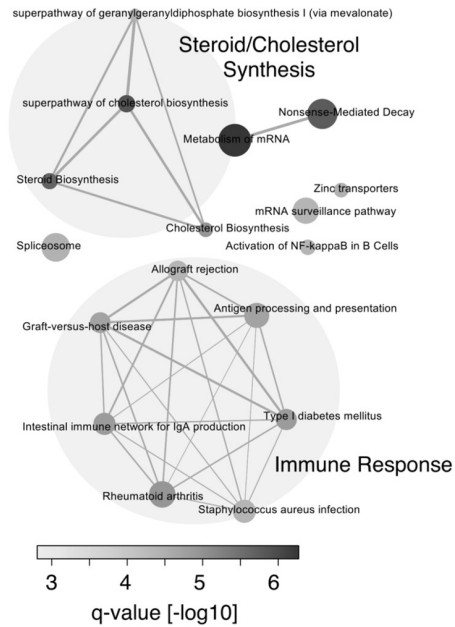 superpathway of geranylgeranyldiphosphate biosynthesis I (via mevalonate)
Steroid/Cholesterol
Synthesis
superpathway of cholesterol biosynthesis
Nonsense-Mediated Decay
Metabolism of mRNA
Steroid Biosynthesis
Zinc transporters
mRNA surveillance pathway
Cholesterol Biosynthesis
Spliceosome
Activation of NF-kappaB in B Cells
Allograft rejection
Antigen processing and presentation
Graft-versus-host disease
Type I diabetes mellitus
Intestinal immune network for IgA production
Immune Response
Rheumatoid arthritis
Staphylococcus aureus infection
3 4 5 6
q-value [-log10]